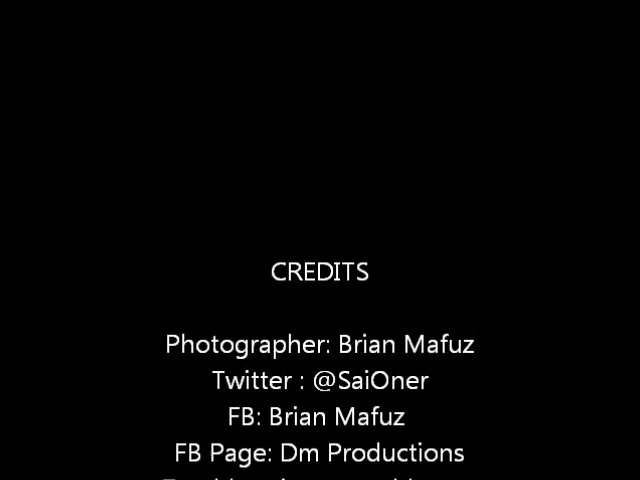 CREDITS
Photographer: Brian Mafuz
Twitter : @SaiOner
FB: Brian Mafuz
FB Page: Dm Productions